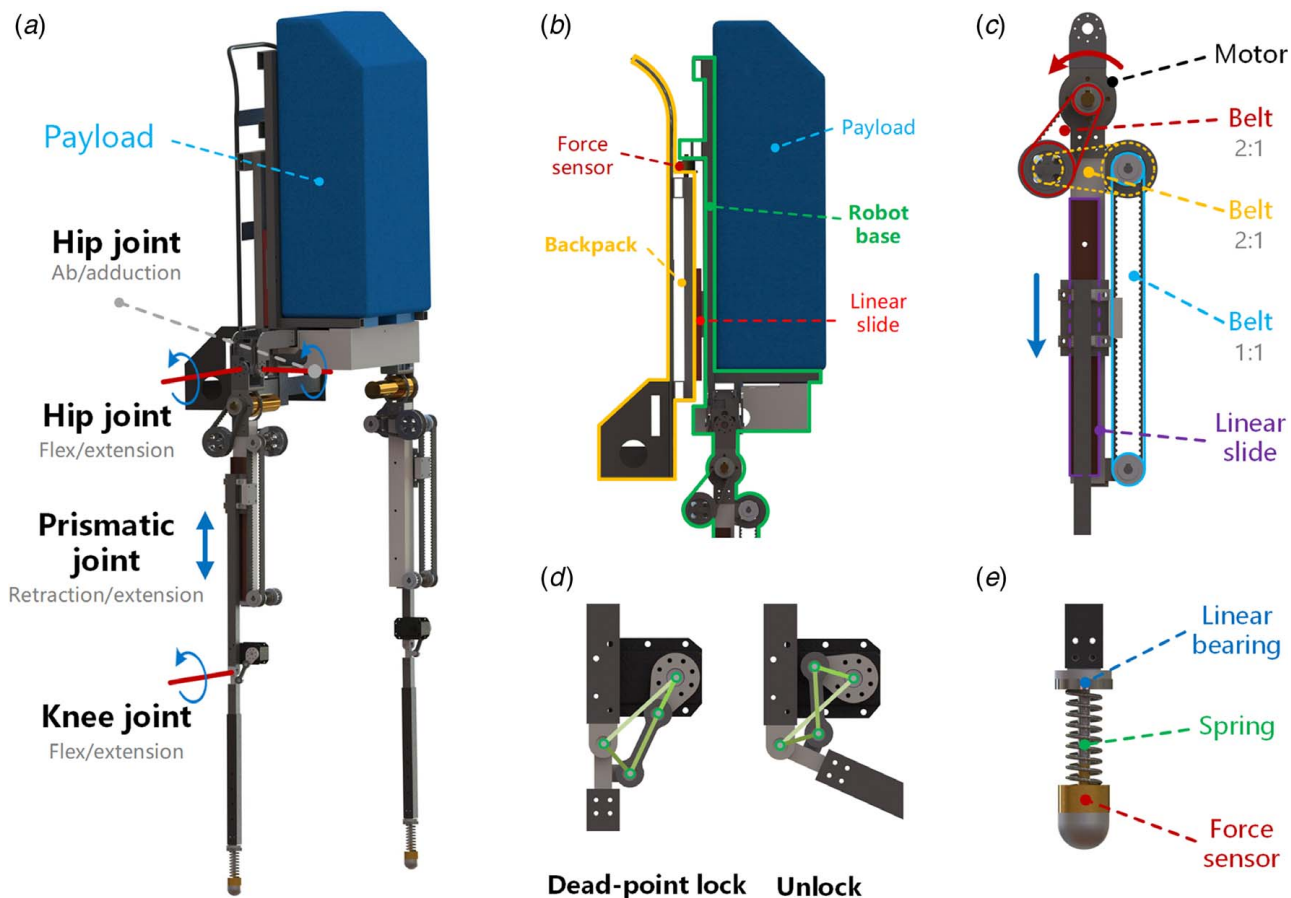 (a)
Payload
Hip joint
Ab/adduction
Hip joint
Flex/extension
Prismatic
joint
Retraction/extension
Knee joint
Flex/extension
(b)
Force
sensor
Payload
Robot
base
Backpack
Linear
slide
(c)
Motor
Belt
2:1
Belt
2:1
Belt
1:1
Linear
slide
(d)
Dead-point lock
Unlock
(e)
Linear
bearing
Spring
Force
sensor